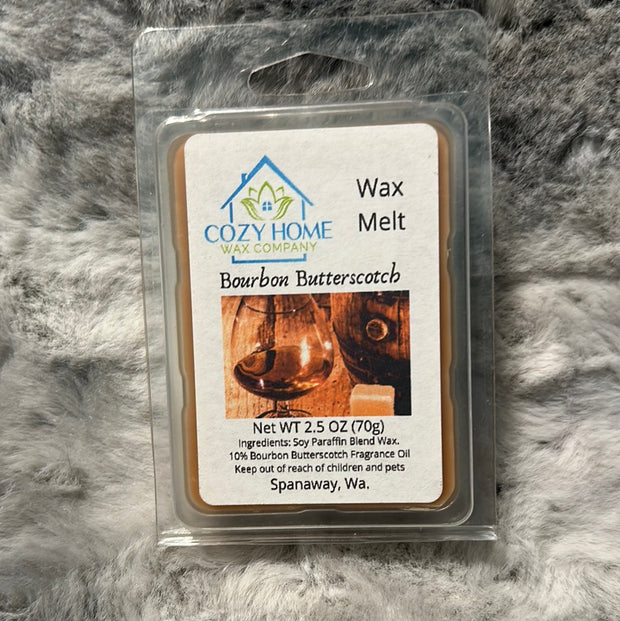 Wax
Melt
COZY HOME
WAX COMPANY
Bourbon Butterscotch
Net WT 2.5 OZ (70g)
Ingredients: Soy Paraffin Blend Wax.
10% Bourbon Butterscotch Fragrance Oil
Keep out of reach of children and pets
Spanaway, Wa.